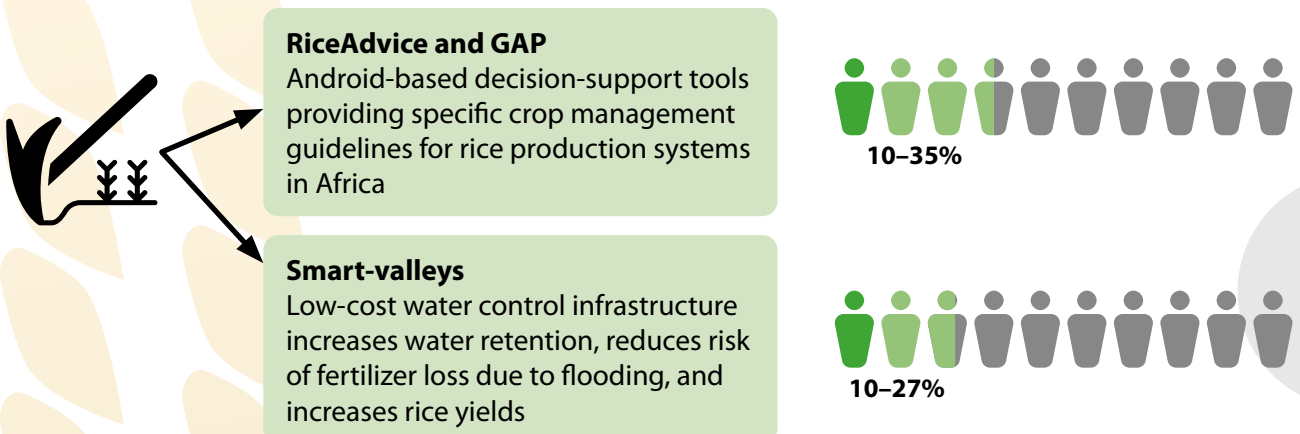 RiceAdvice and GAP
Android-based decision-support tools
providing specific crop management
guidelines for rice production systems
in Africa
10–35%
Smart-valleys
Low-cost water control infrastructure
increases water retention, reduces risk
of fertilizer loss due to flooding, and
increases rice yields
10–27%